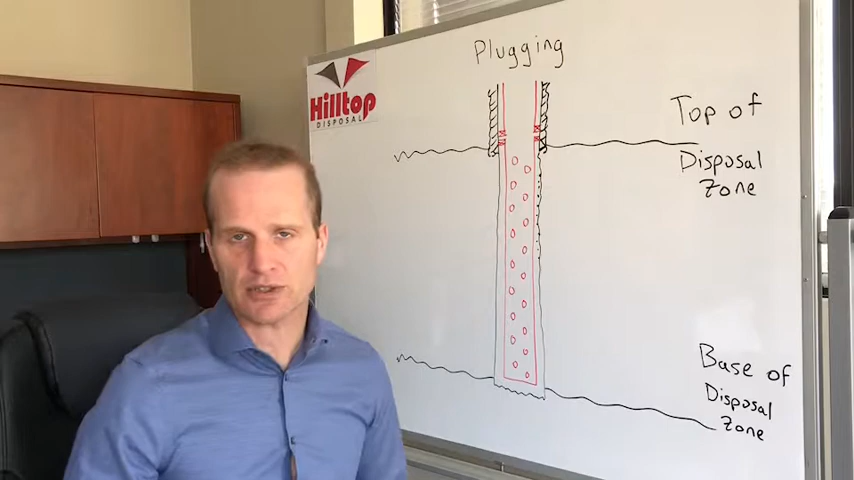 Plugging
Hilltop
DISPOSAL
Top of
Disposal
Zone
Base of
Disposal
Zone